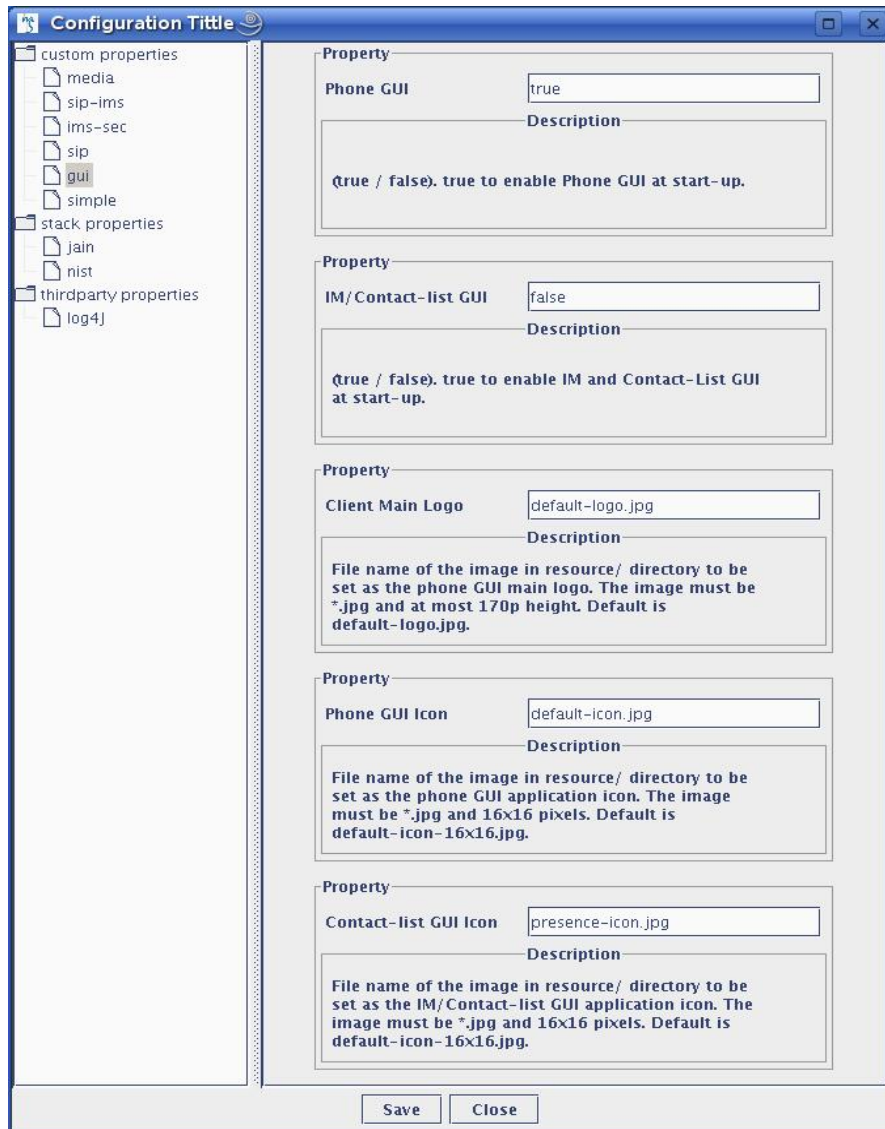 Configuration Tittle
custom properties
media
sip-ims
ims-sec
sip
gui
simple
stack properties
jain
nist
thirdparty properties
log4J
Property
Phone GUI
true
Description
(true / false). true to enable Phone GUI at start-up.
Property
IM/Contact-list GUI
false
Description
(true / false). true to enable IM and Contact-List GUI
at start-up.
Property
Client Main Logo
default-logo.jpg
Description
File name of the image in resource/ directory to be
set as the phone GUI main logo. The image must be
*.jpg and at most 170p height. Default is
default-logo.jpg.
Property
Phone GUI Icon
default-icon.jpg
Description
File name of the image in resource/ directory to be
set as the phone GUI application icon. The image
must be *.jpg and 16x16 pixels. Default is
default-icon-16x16.jpg.
Property
Contact-list GUI Icon
presence-icon.jpg
Description
File name of the image in resource/ directory to be
set as the IM/Contact-list GUI application icon. The
image must be *.jpg and 16x16 pixels. Default is
default-icon-16x16.jpg.
Save
Close